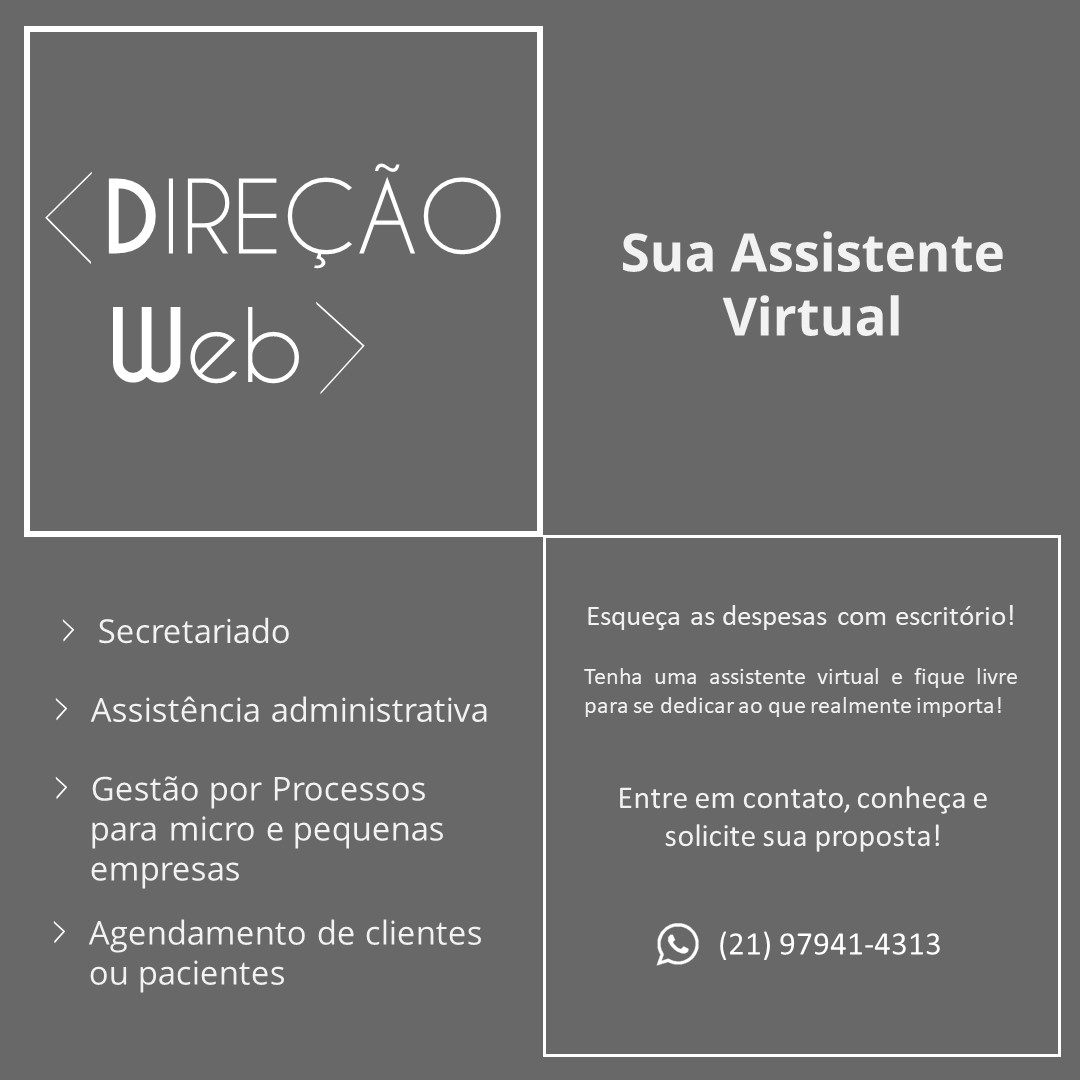 DIREÇÃO
Web
Sua Assistente
Virtual
Secretariado
Assistência administrativa
Gestão por Processos
para micro e pequenas
empresas
Agendamento de clientes
ou pacientes
Esqueça as despesas com escritório!
Tenha uma assistente virtual e fique livre
para se dedicar ao que realmente importa!
Entre em contato, conheça e
solicite sua proposta!
(21) 97941-4313